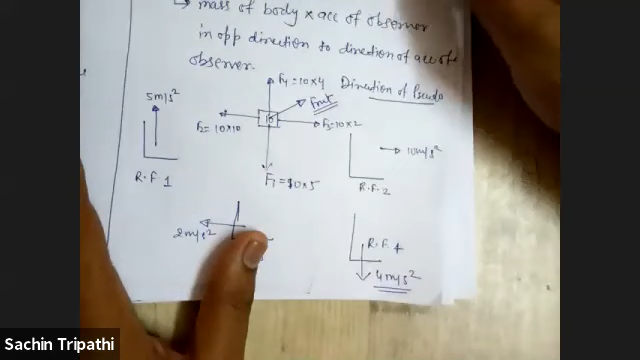 ↳ mass of body × acc of observer
in opp direction to direction of acc of
observer.
F4 = 10×4 Direction of Pseudo
5m/s²
Fnet
F2 = 10×10
10
F3 = 10×2
10m/s²
R.F.1
F1 = 10×5
R.F.2
2m/s²
R.F.4
4m/s²
Sachin Tripathi